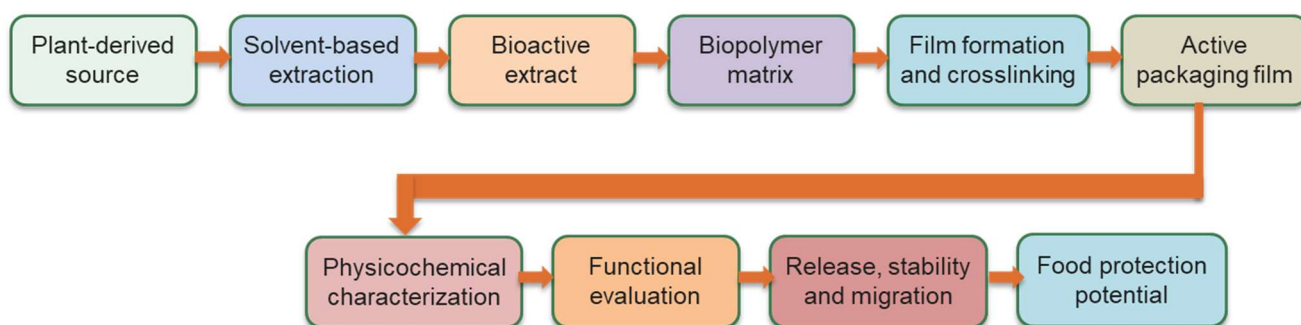 Plant-derived
source
Solvent-based
extraction
Bioactive
extract
Biopolymer
matrix
Film formation
and crosslinking
Active
packaging film
Physicochemical
characterization
Functional
evaluation
Release, stability
and migration
Food protection
potential